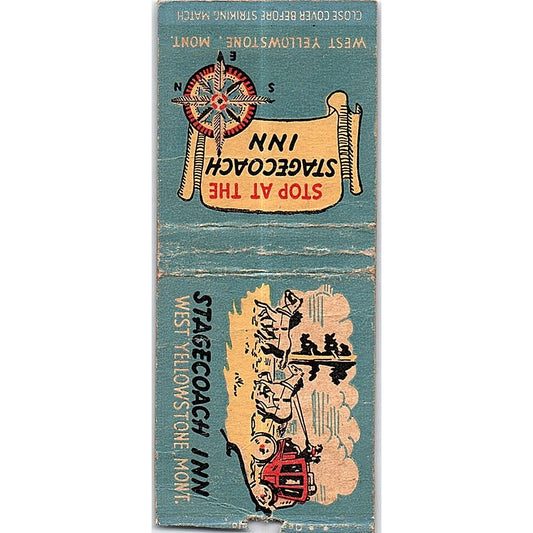 CLOSE COVER BEFORE STRIKING MATCH
WEST YELLOWSTONE, MONT.
N
E
S
STOP AT THE
STAGECOACH
INN
STAGECOACH INN
WEST YELLOWSTONE, MONT.